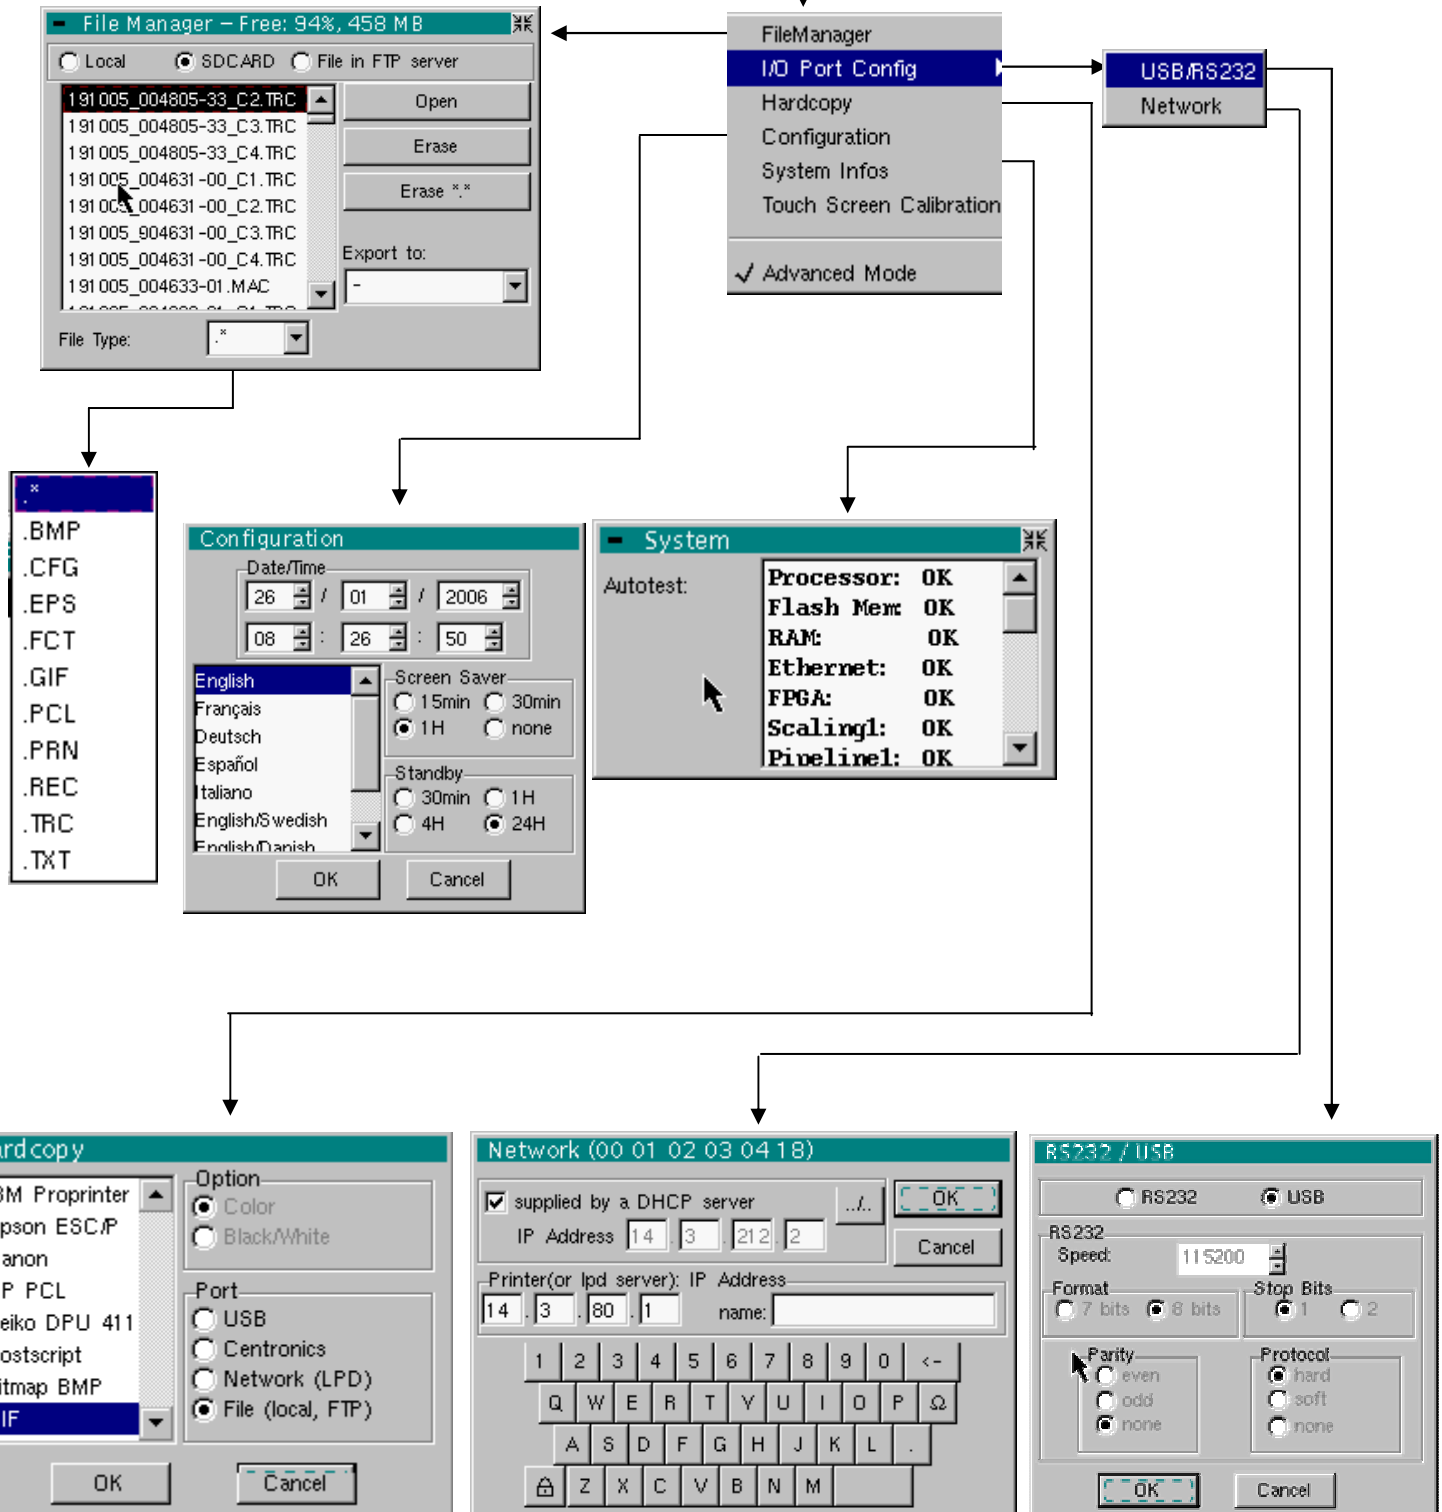 File Manager – Free: 94%, 458 MB
Local SDCARD File in FTP server
191005_004805-33_C2.TRC
191005_004805-33_C3.TRC
191005_004805-33_C4.TRC
191005_004631-00_C1.TRC
191005_004631-00_C2.TRC
191005_904631-00_C3.TRC
191005_004631-00_C4.TRC
191005_004633-01.MAC
Open
Erase
Erase *.*
Export to:
-
File Type: .*
FileManager
I/O Port Config
Hardcopy
Configuration
System Infos
Touch Screen Calibration
✓ Advanced Mode
USB/RS232
Network
.*
.BMP
.CFG
.EPS
.FCT
.GIF
.PCL
.PRN
.REC
.TRC
.TXT
Configuration
Date/Time
26 / 01 / 2006
08 : 26 : 50
English
Français
Deutsch
Español
Italiano
English/Swedish
English/Danish
Screen Saver
15min 30min
1H none
Standby
30min 1H
4H 24H
OK Cancel
System
Autotest:
Processor: OK
Flash Mem: OK
RAM: OK
Ethernet: OK
FPGA: OK
Scaling1: OK
Pipeline1: OK
ardcopy
BM Proprinter
pson ESC/P
anon
P PCL
eiko DPU 411
ostscript
itmap BMP
IF
Option
Color
Black/White
Port
USB
Centronics
Network (LPD)
File (local, FTP)
OK Cancel
Network (00 01 02 03 04 18)
supplied by a DHCP server
../..
OK
IP Address 14 . 3 . 212 . 2
Cancel
Printer(or lpd server): IP Address
14 . 3 . 80 . 1 name:
1 2 3 4 5 6 7 8 9 0 <-
Q W E R T Y U I O P Ω
A S D F G H J K L .
Z X C V B N M
RS232 / USB
RS232 USB
RS232
Speed: 115200
Format
7 bits 8 bits
Stop Bits
1 2
Parity
even
odd
none
Protocol
hard
soft
none
OK Cancel